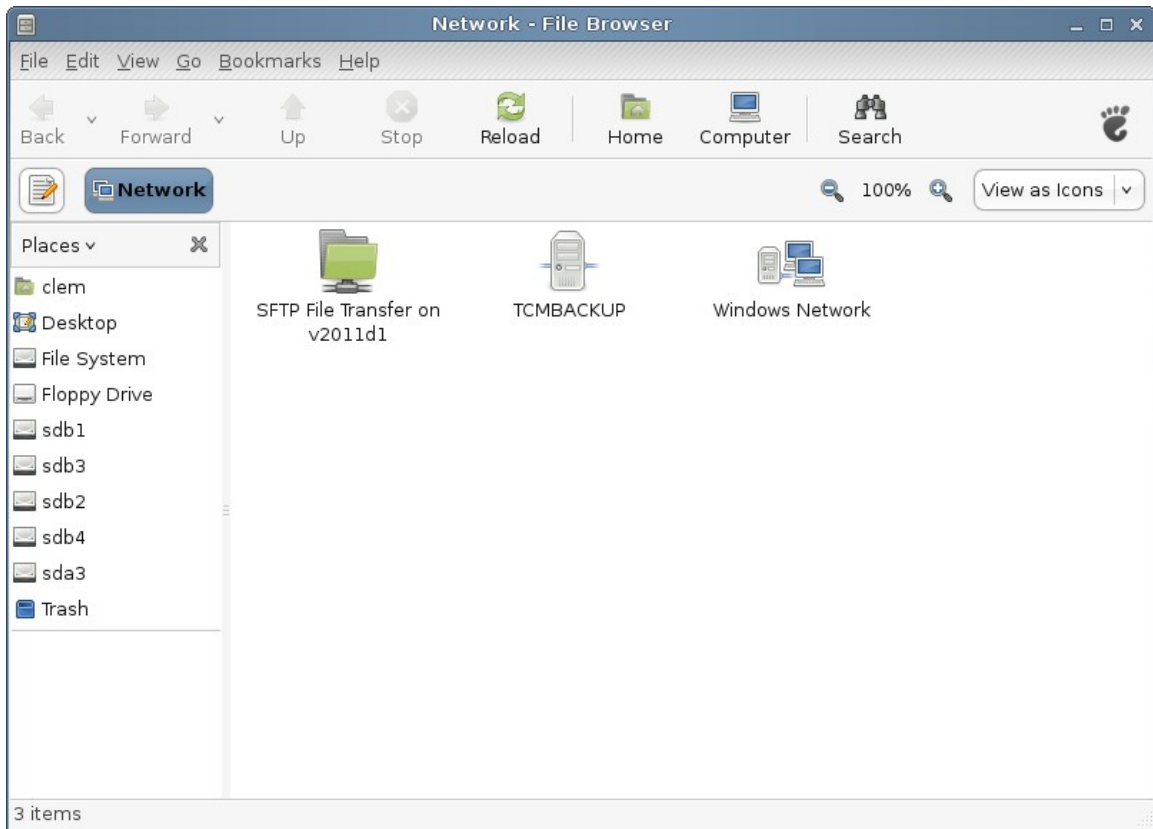 Network - File Browser
File Edit View Go Bookmarks Help
Back Forward Up Stop Reload Home Computer Search
Network 100% View as Icons
Places
clem
Desktop
File System
Floppy Drive
sdb1
sdb3
sdb2
sdb4
sda3
Trash
SFTP File Transfer on
v2011d1
TCMBACKUP
Windows Network
3 items